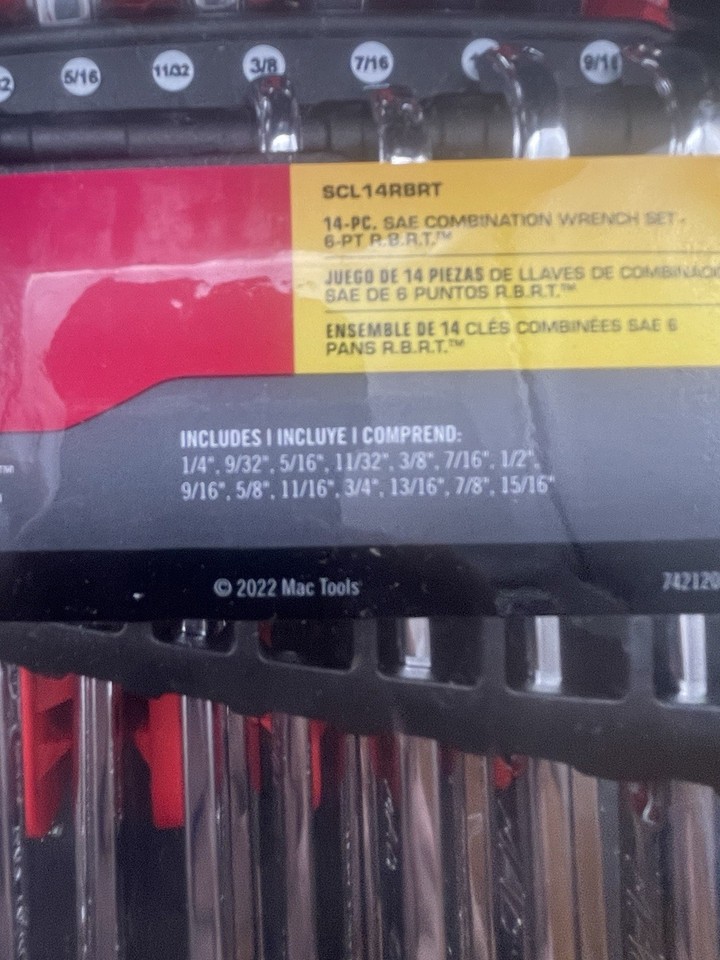 5/16 11/32 3/8 7/16 9/16
SCL14RBRT
14-PC. SAE COMBINATION WRENCH SET -
6-PT R.B.R.T.™
JUEGO DE 14 PIEZAS DE LLAVES DE COMBINACI
SAE DE 6 PUNTOS R.B.R.T.™
ENSEMBLE DE 14 CLÉS COMBINÉES SAE 6
PANS R.B.R.T.™
INCLUDES | INCLUYE | COMPREND:
1/4", 9/32", 5/16", 11/32", 3/8", 7/16", 1/2",
9/16", 5/8", 11/16", 3/4", 13/16", 7/8", 15/16"
© 2022 Mac Tools
742120